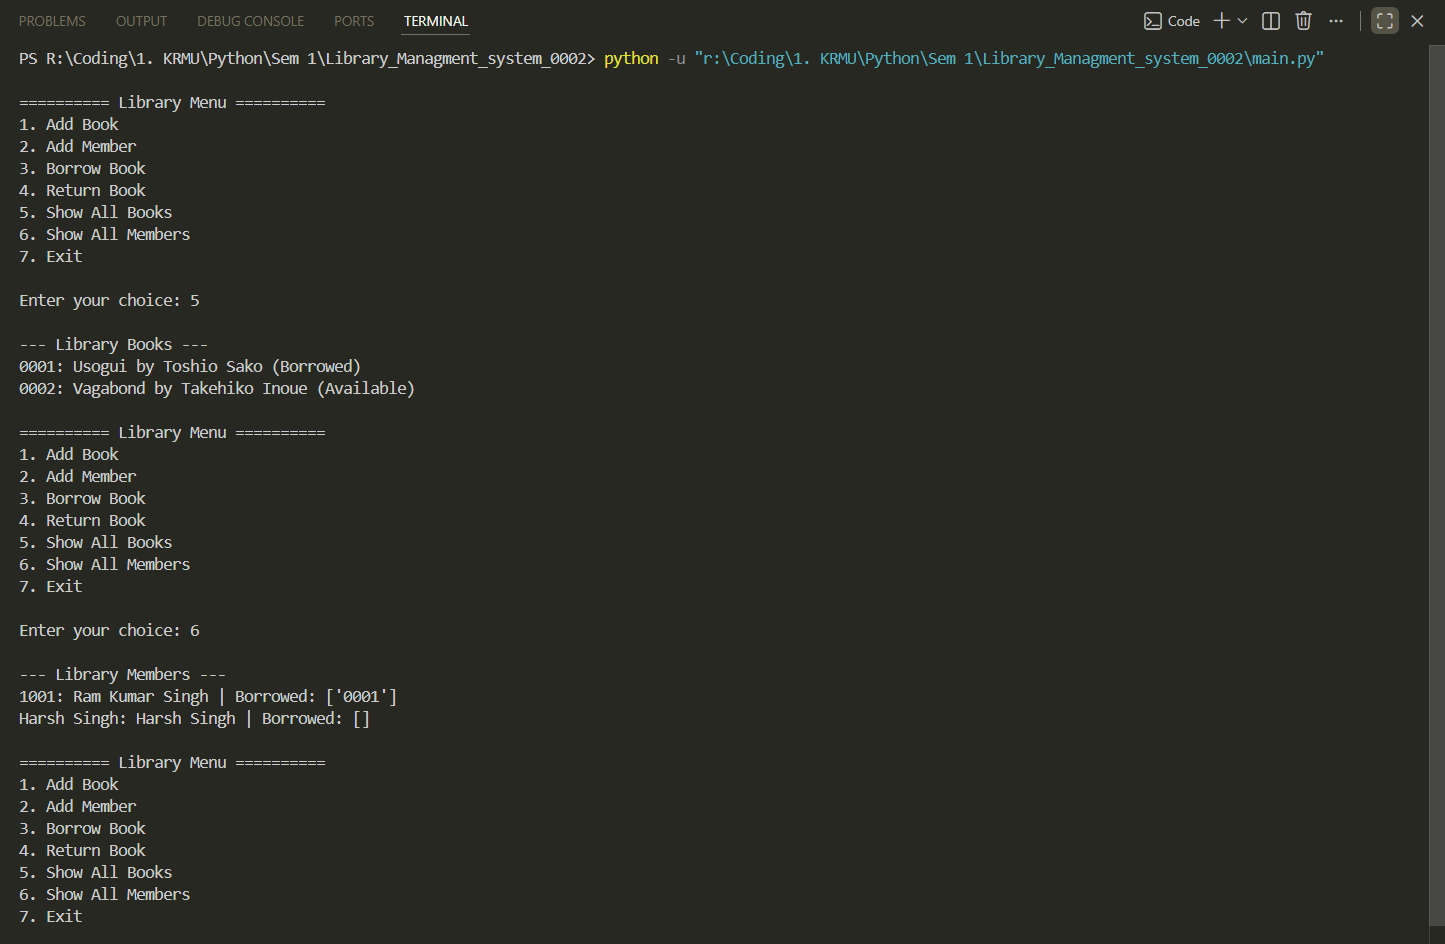 PROBLEMS OUTPUT DEBUG CONSOLE PORTS TERMINAL Code
PS R:\Coding\1. KRMU\Python\Sem 1\Library_Managment_system_0002> python -u "r:\Coding\1. KRMU\Python\Sem 1\Library_Managment_system_0002\main.py"
========== Library Menu ==========
1. Add Book
2. Add Member
3. Borrow Book
4. Return Book
5. Show All Books
6. Show All Members
7. Exit
Enter your choice: 5
--- Library Books ---
0001: Usogui by Toshio Sako (Borrowed)
0002: Vagabond by Takehiko Inoue (Available)
========== Library Menu ==========
1. Add Book
2. Add Member
3. Borrow Book
4. Return Book
5. Show All Books
6. Show All Members
7. Exit
Enter your choice: 6
--- Library Members ---
1001: Ram Kumar Singh | Borrowed: ['0001']
Harsh Singh: Harsh Singh | Borrowed: []
========== Library Menu ==========
1. Add Book
2. Add Member
3. Borrow Book
4. Return Book
5. Show All Books
6. Show All Members
7. Exit